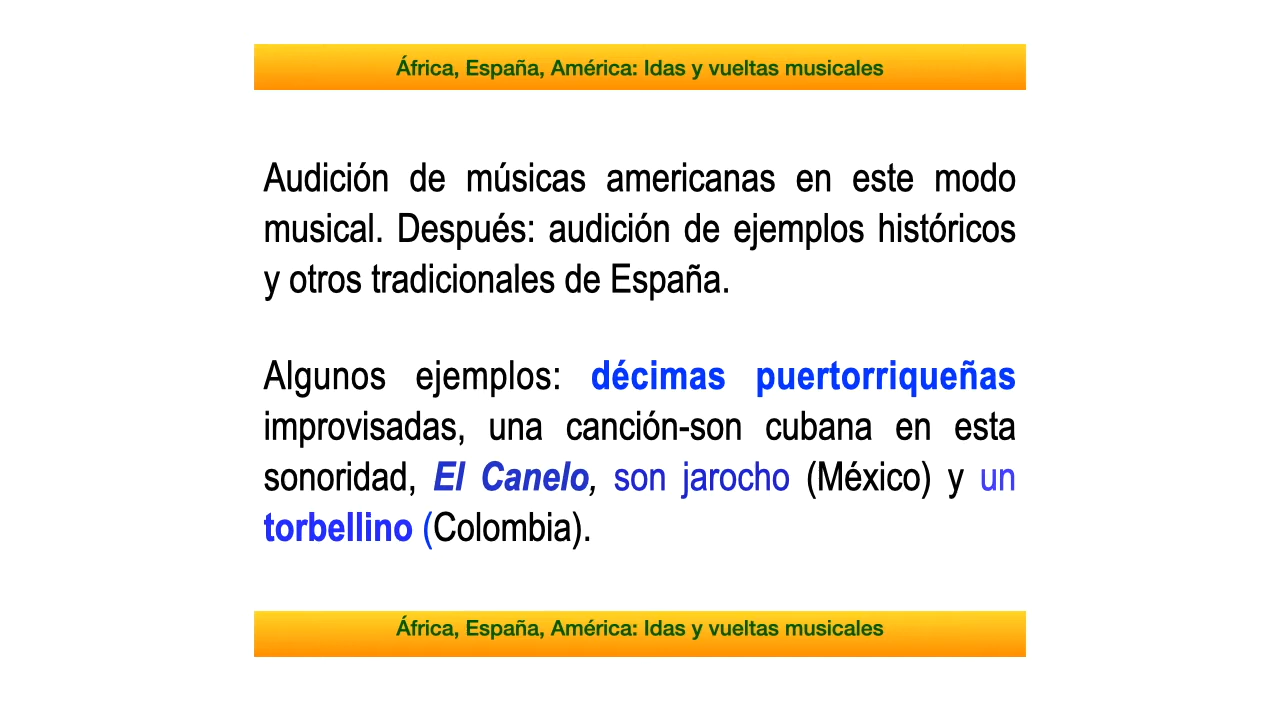 África, España, América: Idas y vueltas musicales
Audición de músicas americanas en este modo
musical. Después: audición de ejemplos históricos
y otros tradicionales de España.
Algunos ejemplos: décimas puertorriqueñas
improvisadas, una canción-son cubana en esta
sonoridad, El Canelo, son jarocho (México) y un
torbellino (Colombia).
África, España, América: Idas y vueltas musicales